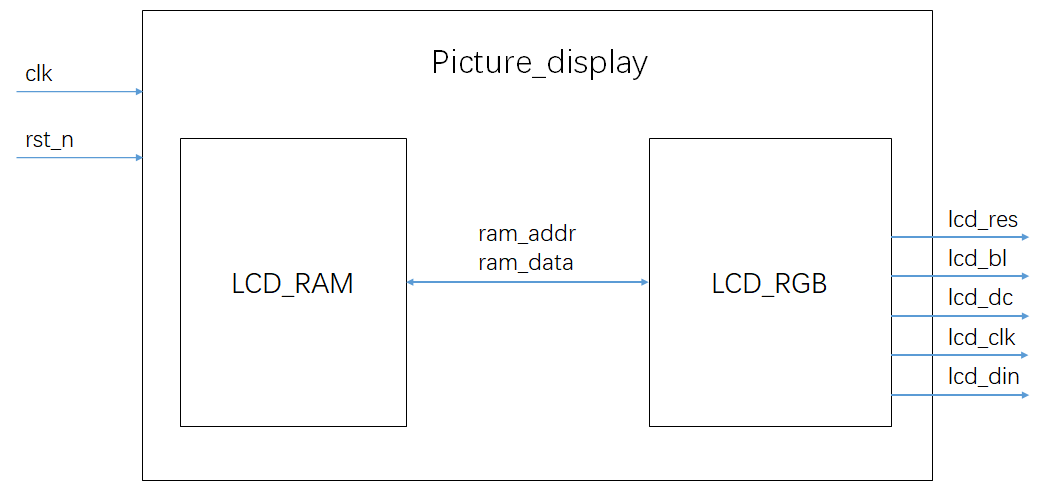 Picture_display
clk
rst_n
LCD_RAM
ram_addr
ram_data
LCD_RGB
lcd_res
lcd_bl
lcd_dc
lcd_clk
lcd_din